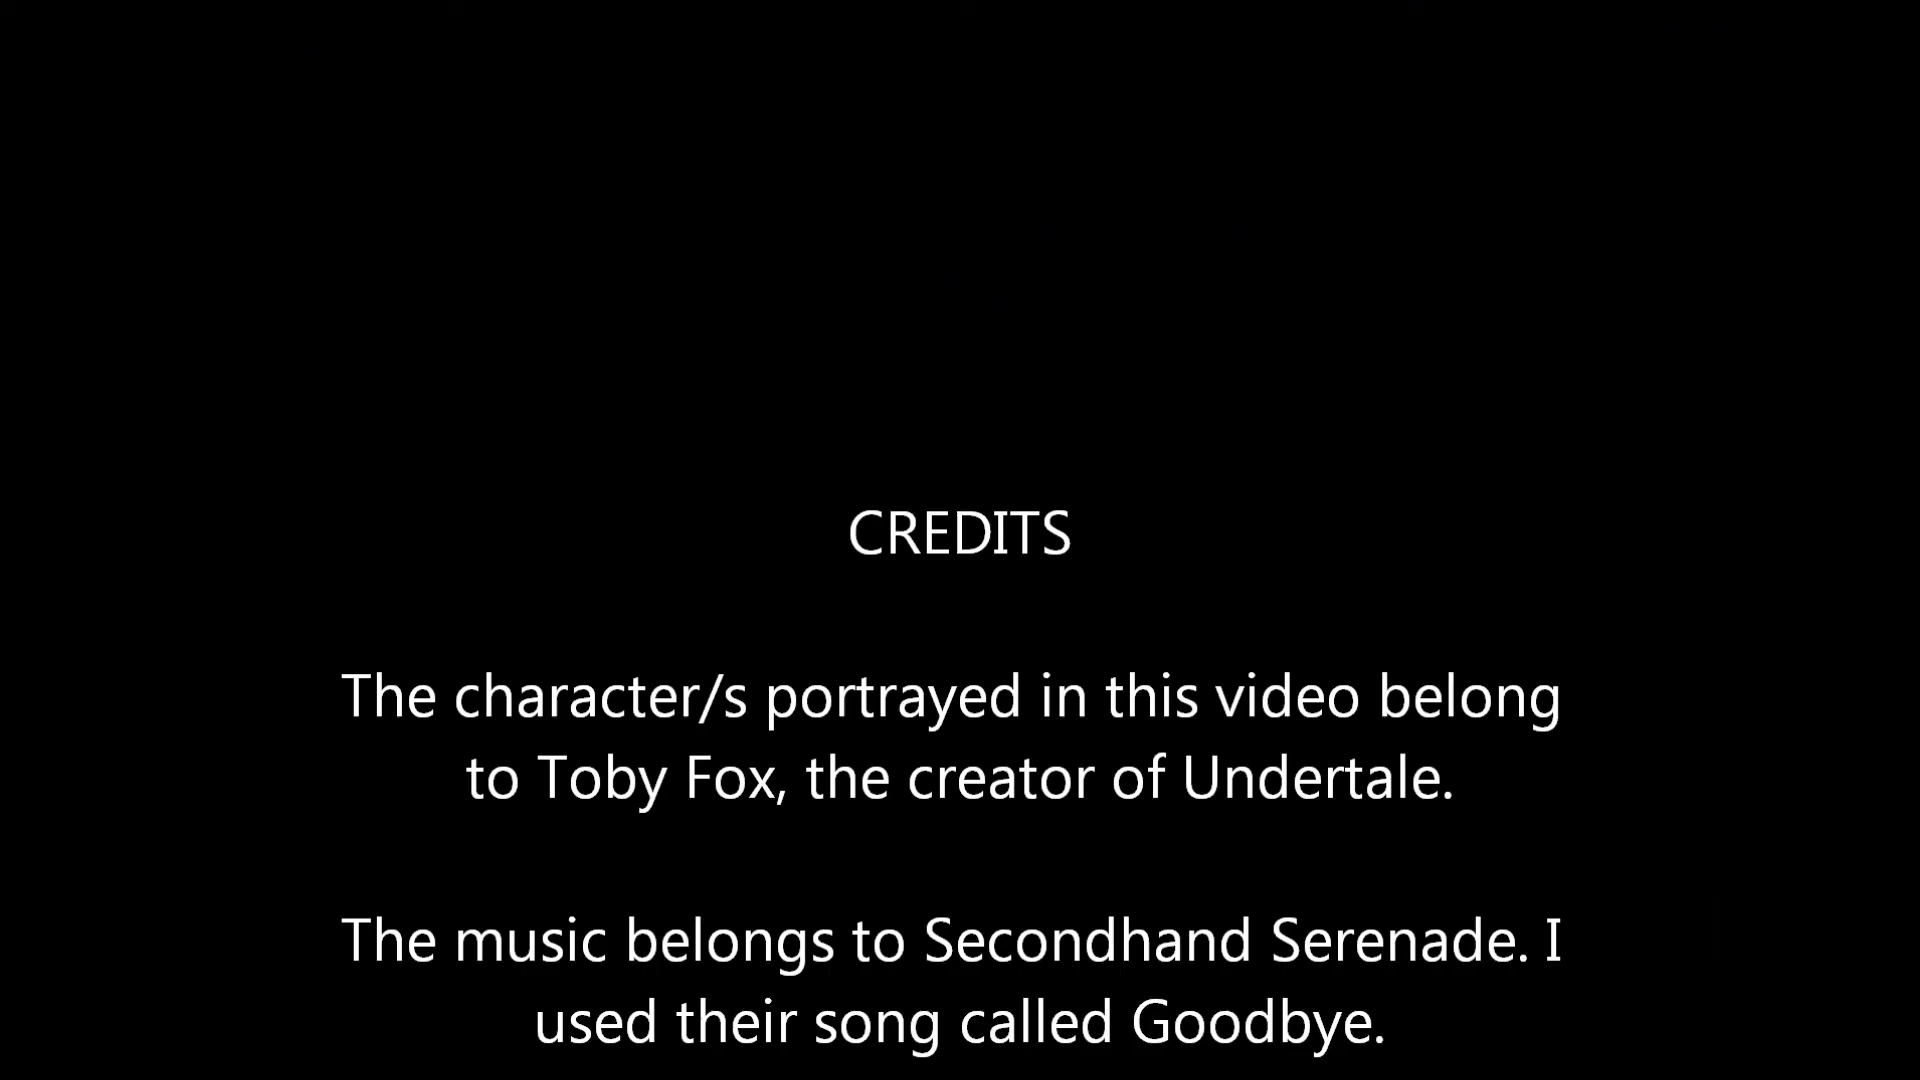 CREDITS
The character/s portrayed in this video belong
to Toby Fox, the creator of Undertale.
The music belongs to Secondhand Serenade. I
used their song called Goodbye.